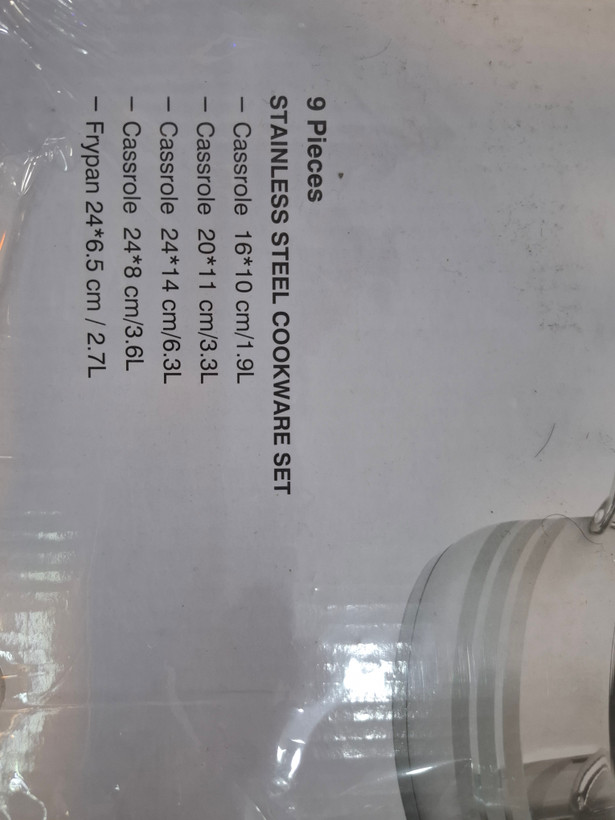 9 Pieces
STAINLESS STEEL COOKWARE SET
– Cassrole 16*10 cm/1.9L
– Cassrole 20*11 cm/3.3L
– Cassrole 24*14 cm/6.3L
– Cassrole 24*8 cm/3.6L
– Frypan 24*6.5 cm / 2.7L